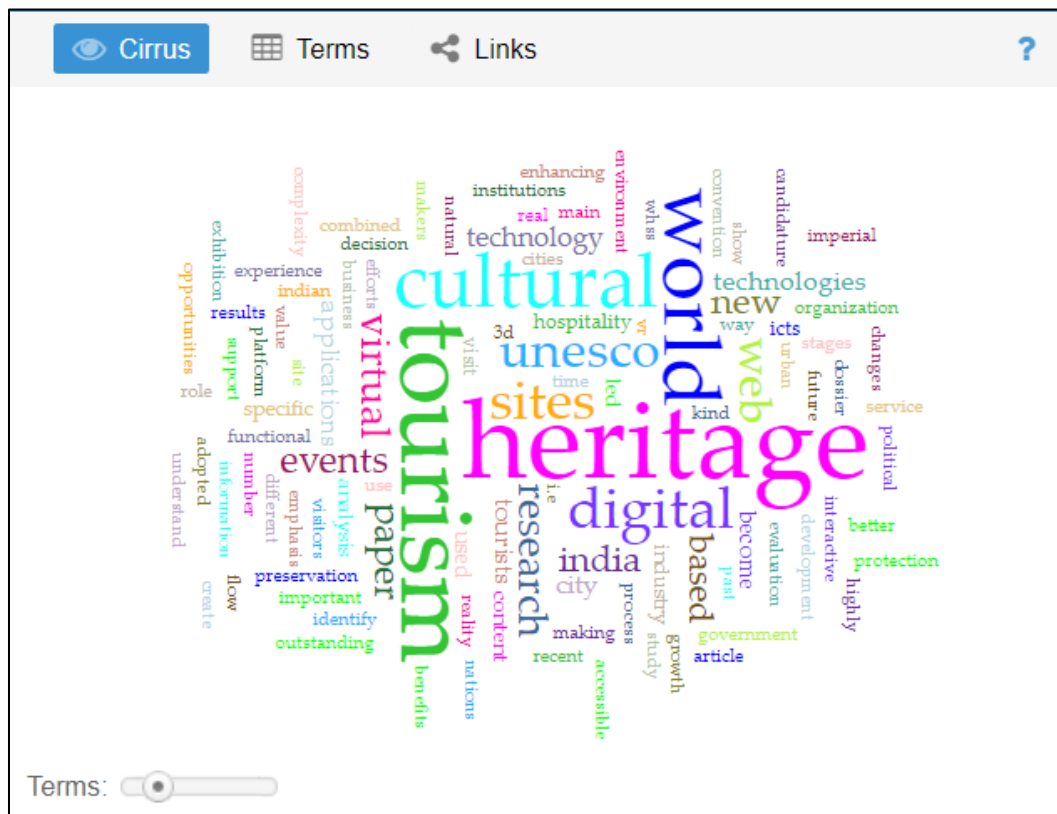 Cirrus Terms Links ?
complexity
combined
decision
makers
natural
enhancing
institutions
real main
environment
technology
cities
whss
convention
show
candidature
imperial
exhibition
opportunities
experience
indian
results
value
platform
support
site
role
specific
functional
applications
business
efforts
virtual
cultural
tourism
world
3d
hospitality
vr
visit
unesco
time
led
sites
kind
heritage
technologies
new
organization
way
icts
web
urban
stages
future
dossier
changes
service
political
adopted
understand
information
number
different
emphasis
events
use
visitors
analysis
paper
used
i.e
tourists
research
digital
india
city
industry
based
become
past
evaluation
development
interactive
better
protection
highly
create
flow
preservation
important
identify
outstanding
reality
content
process
making
recent
study
growth
government
article
benefits
nations
accessible
Terms: